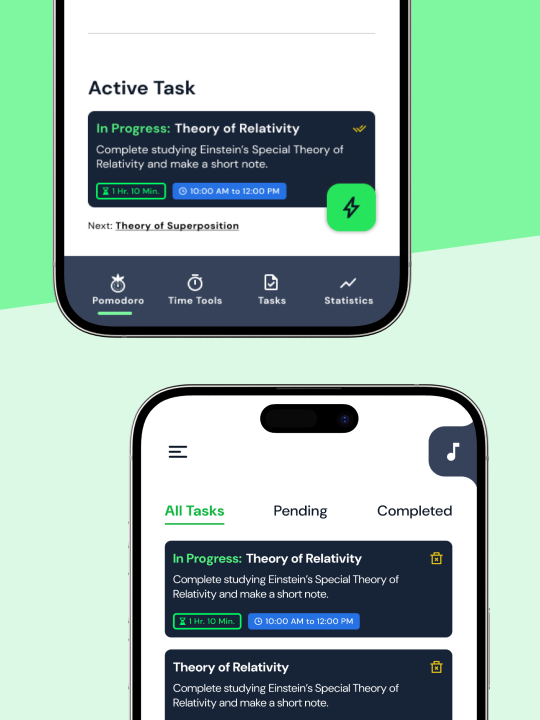 Active Task
In Progress: Theory of Relativity
Complete studying Einstein's Special Theory of
Relativity and make a short note.
1 Hr. 10 Min.
10:00 AM to 12:00 PM
Next: Theory of Superposition
Pomodoro
Time Tools
Tasks
Statistics
All Tasks
Pending
Completed
In Progress: Theory of Relativity
Complete studying Einstein's Special Theory of
Relativity and make a short note.
1 Hr. 10 Min.
10:00 AM to 12:00 PM
Theory of Relativity
Complete studying Einstein's Special Theory of
Relativity and make a short note.